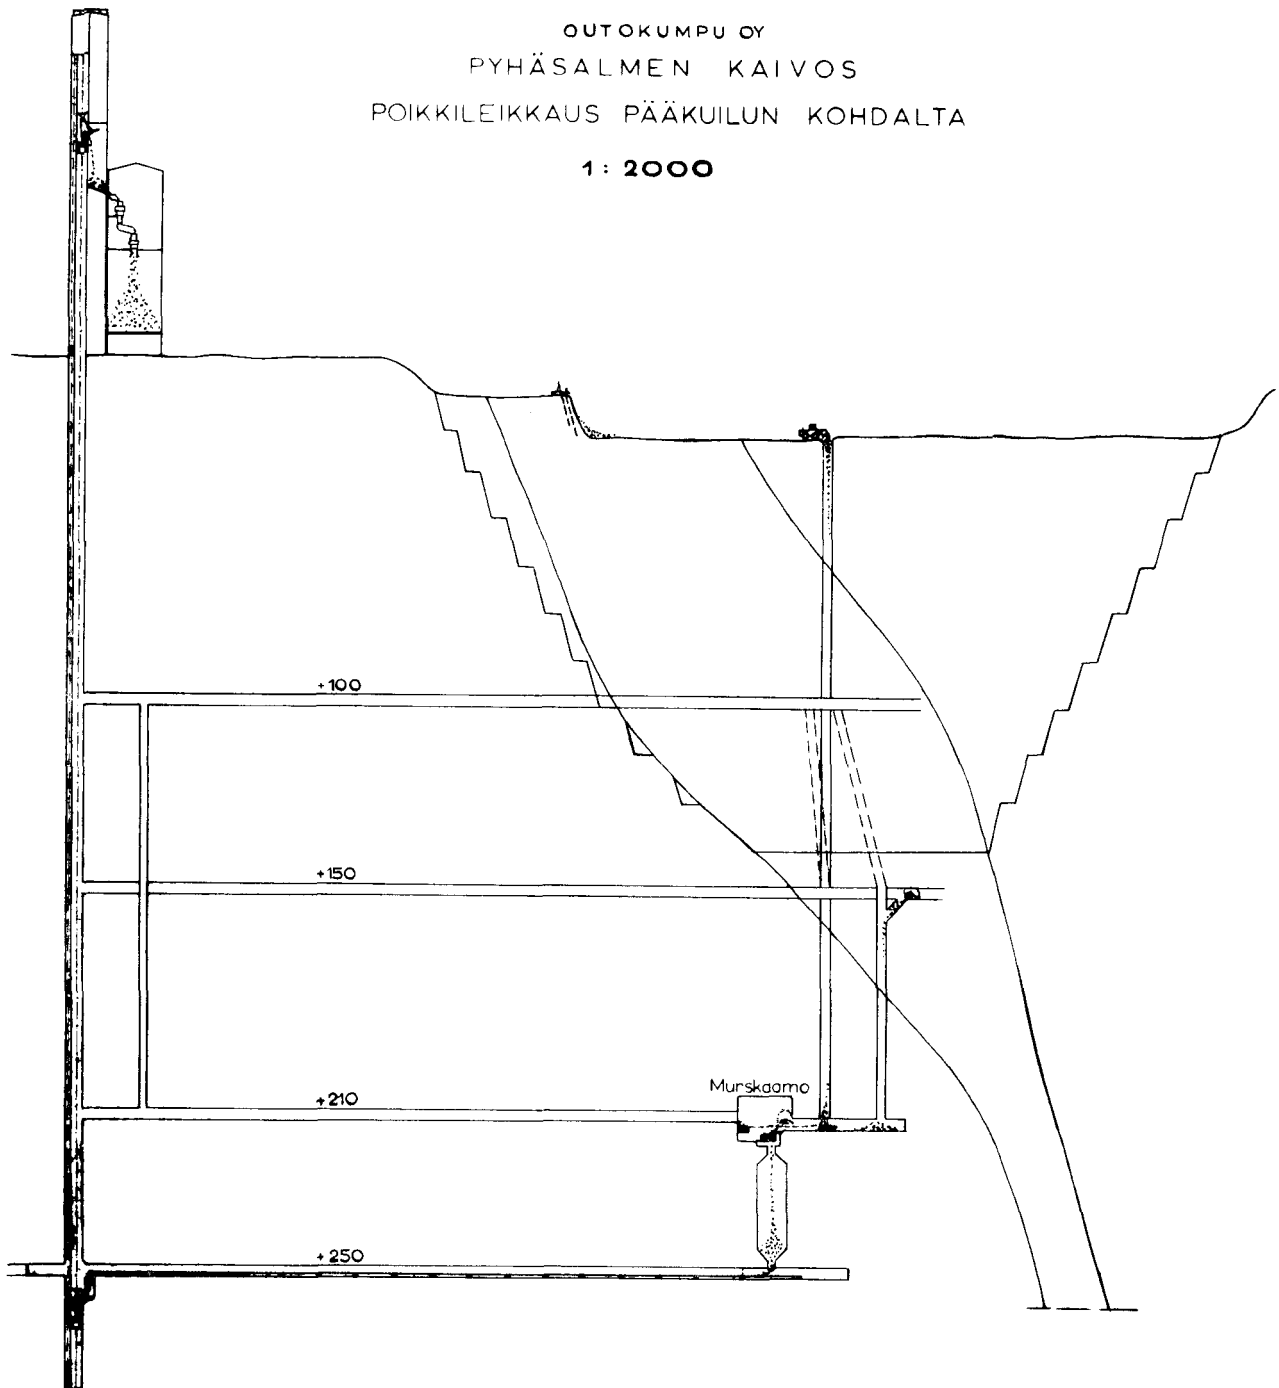 OUTOKUMPU OY
PYHÄSALMEN KAIVOS
POIKKILEIKKAUS PÄÄKUILUN KOHDALTA
1 : 2000
+100
+150
Murskaamo
+210
+250